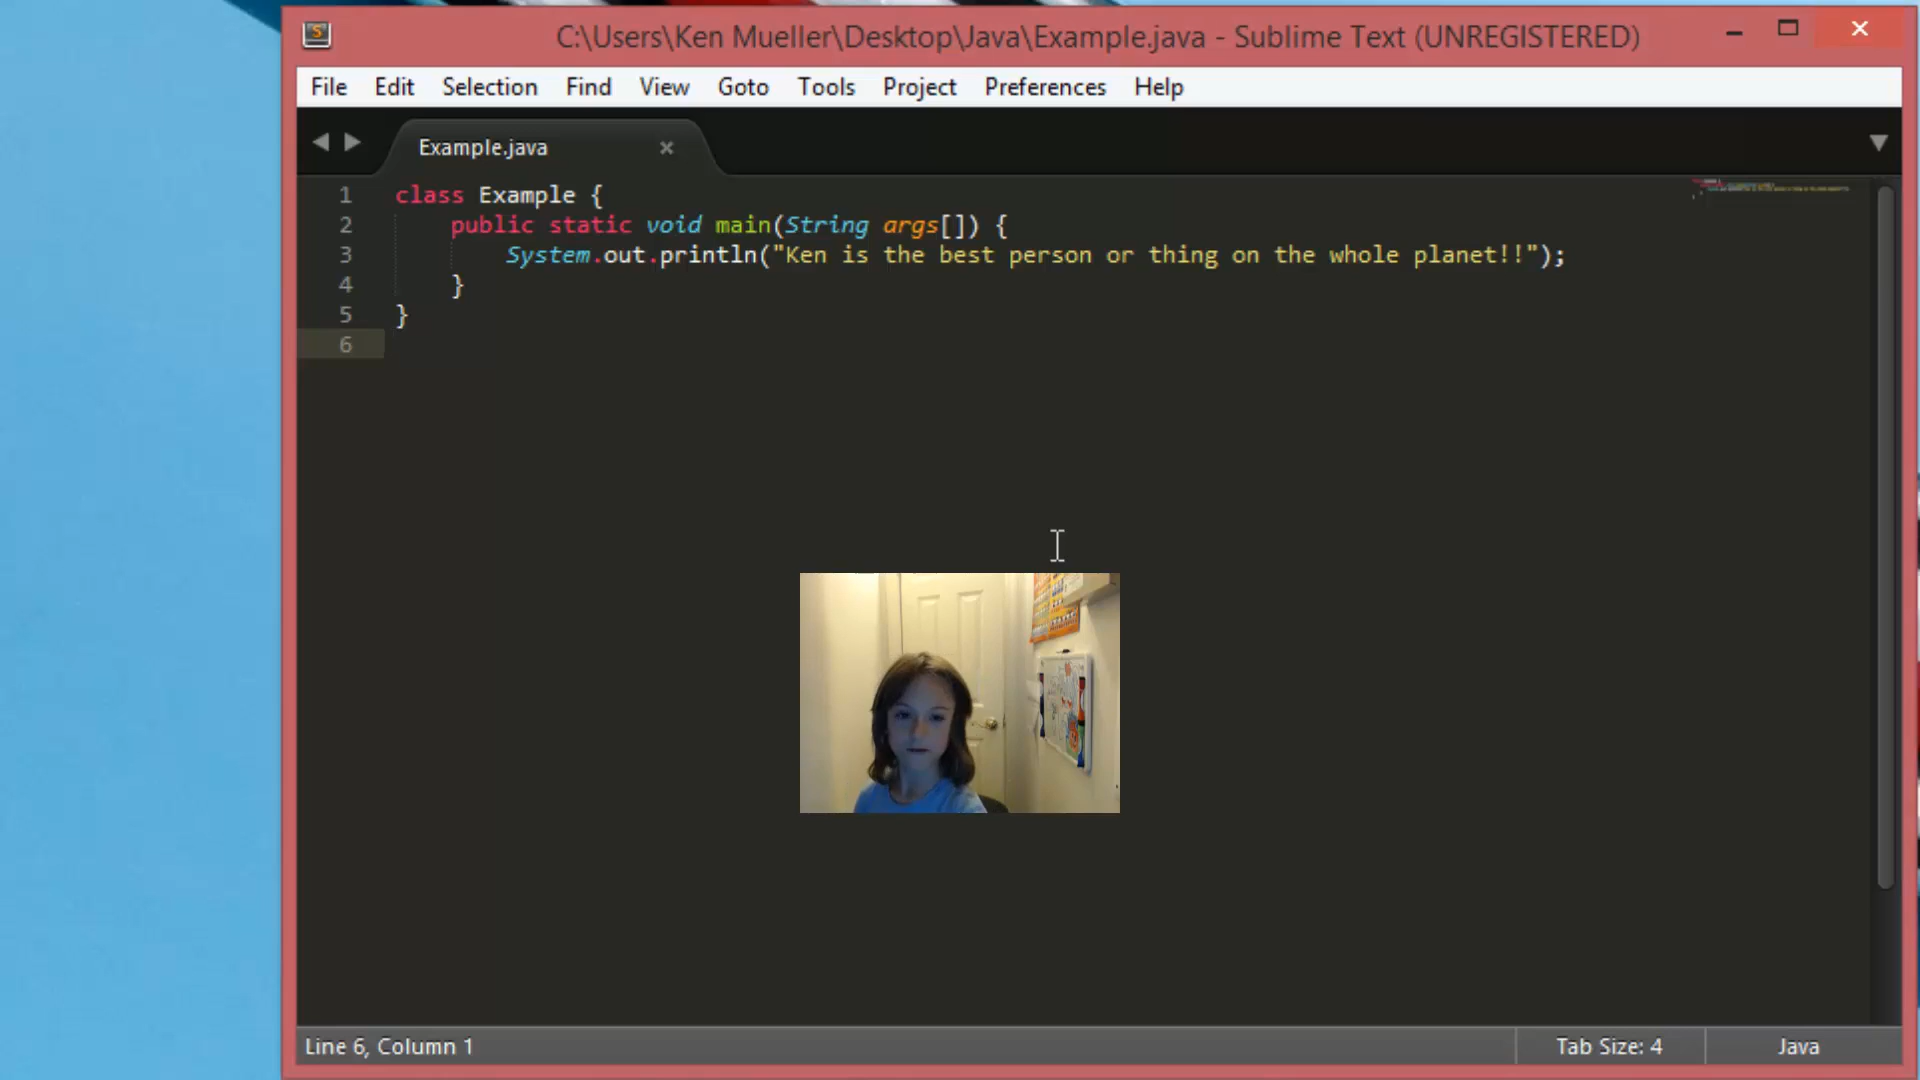 C:\Users\Ken Mueller\Desktop\Java\Example.java - Sublime Text (UNREGISTERED)
File Edit Selection Find View Goto Tools Project Preferences Help
Example.java
1 class Example {
2 public static void main(String args[]) {
3 System.out.println("Ken is the best person or thing on the whole planet!!");
4 }
5 }
6
Line 6, Column 1 Tab Size: 4 Java